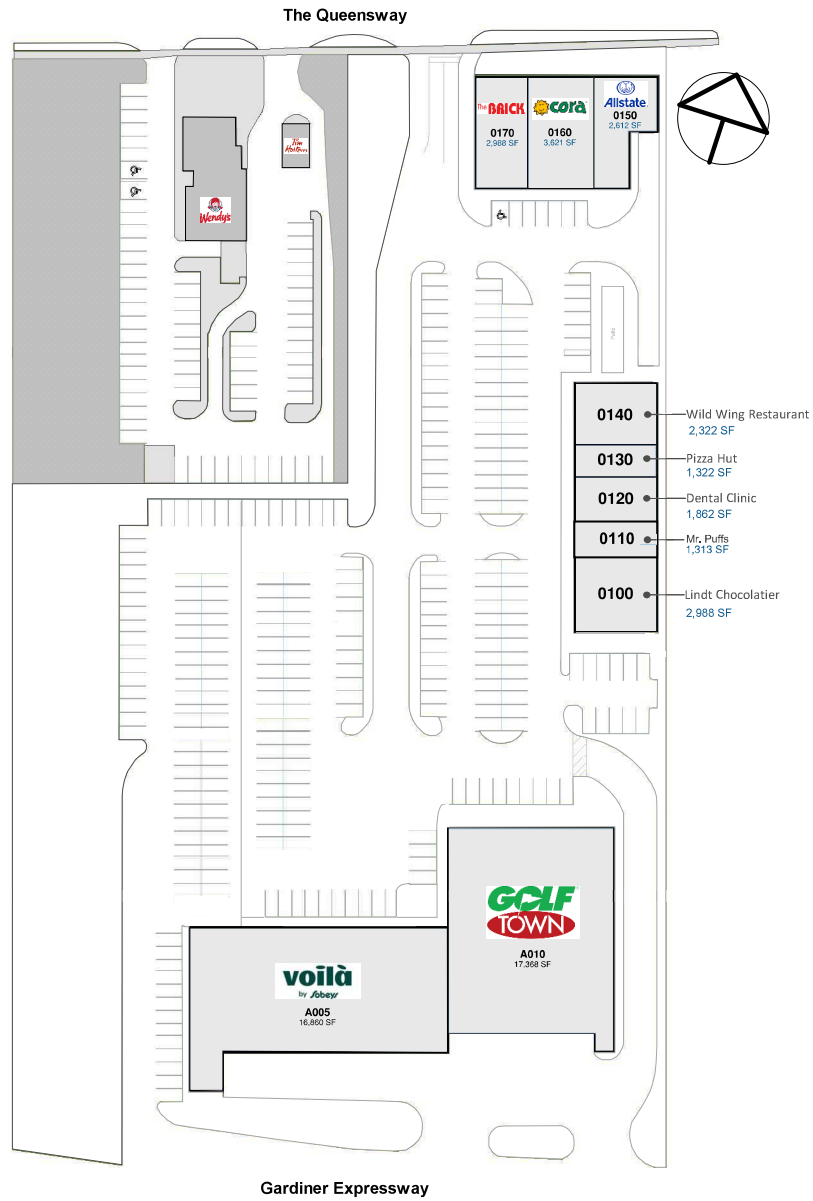 The Queensway
The BRICK
0170
2,988 SF
cora
0160
3,621 SF
Allstate
0150
2,612 SF
Tim
Hortons
Wendy's
Patio
0140
Wild Wing Restaurant
2,322 SF
0130
Pizza Hut
1,322 SF
0120
Dental Clinic
1,862 SF
0110
Mr. Puffs
1,313 SF
0100
Lindt Chocolatier
2,988 SF
GOLF
TOWN
A010
17,368 SF
voilà
by Sobeys
A005
16,860 SF
Gardiner Expressway